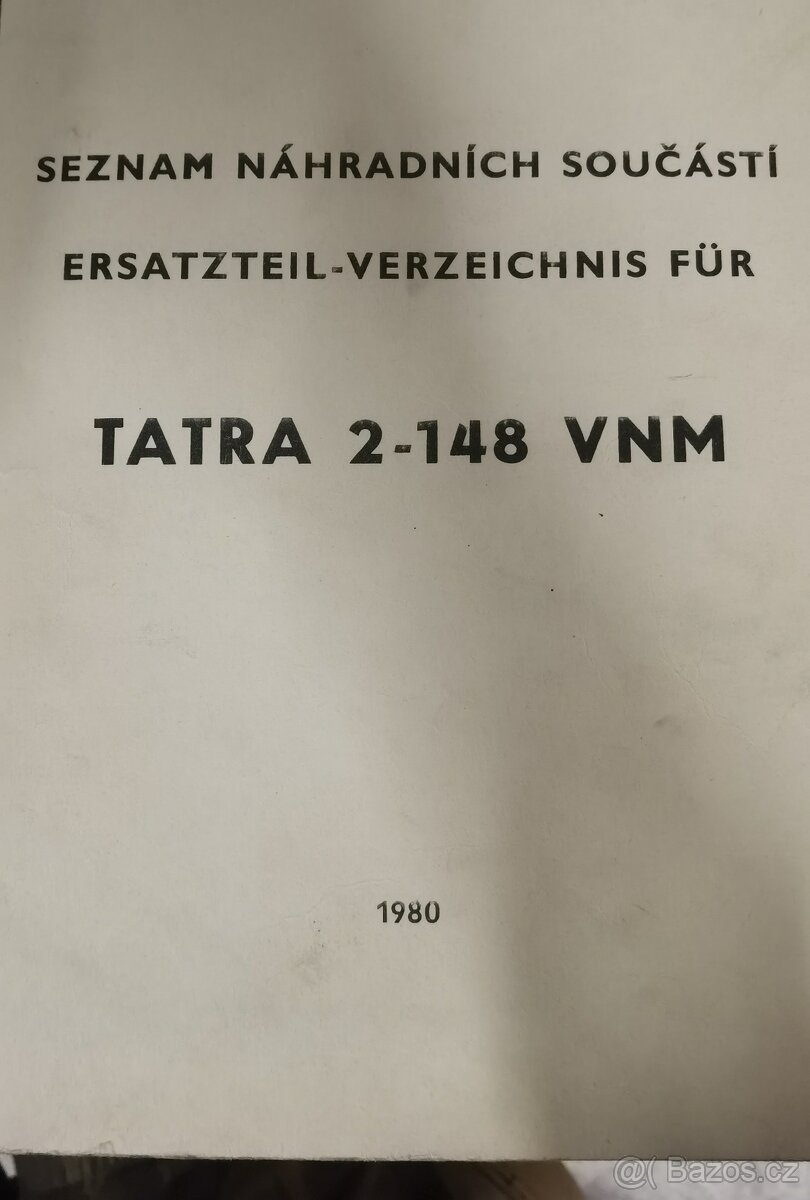 SEZNAM NÁHRADNÍCH SOUČÁSTÍ
ERSATZTEIL-VERZEICHNIS FÜR
TATRA 2-148 VNM
1980
@( Bazos.cz